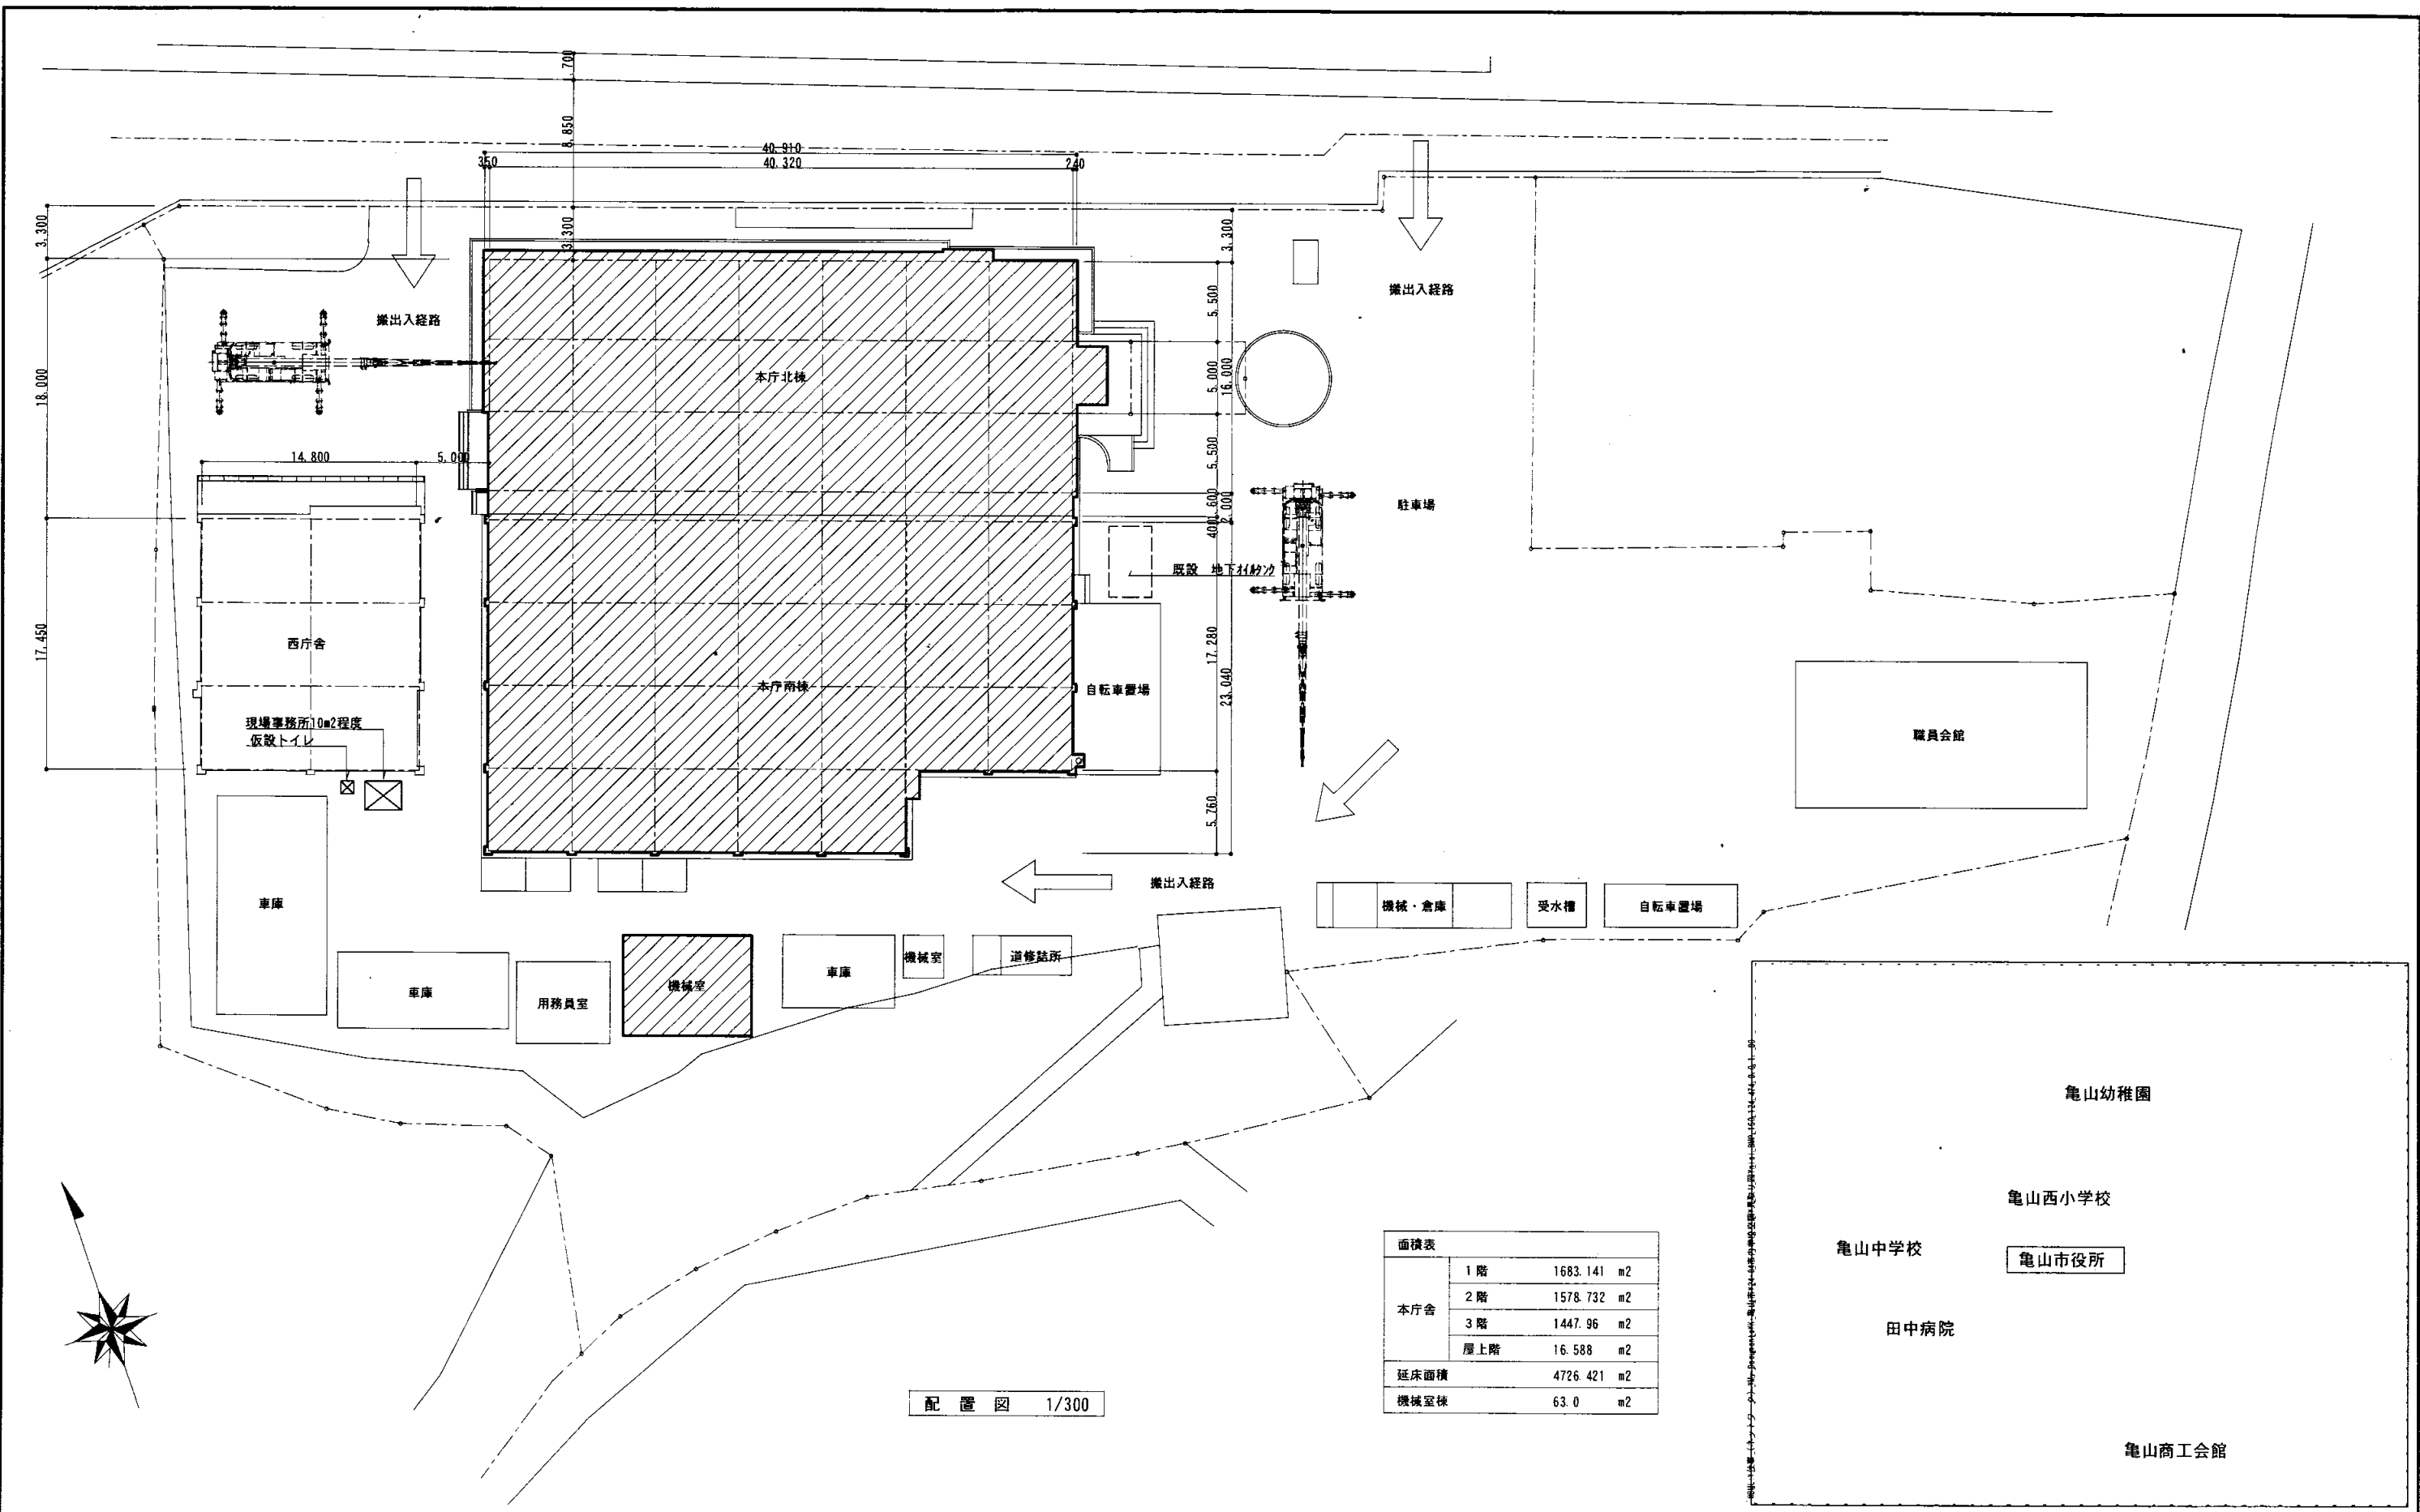 1,700
8,850
40,910
350
40,320
240
3,300
3,300
3,300
搬出入経路
搬出入経路
5,500
18,000
本庁北棟
5,000
16,000
14,800
5,000
5,500
駐車場
1,600
2,000
400
既設 地下オイルタンク
17,280
17,450
西庁舎
23,040
本庁南棟
自転車置場
現場事務所10m2程度
仮設トイレ
職員会館
5,760
搬出入経路
車庫
機械・倉庫
受水槽
自転車置場
車庫
用務員室
機械室
車庫
機械室
道修詰所
亀山幼稚園
亀山西小学校
亀山中学校
亀山市役所
田中病院
亀山商工会館
面積表
本庁舎
1階 1683.141 m2
2階 1578.732 m2
3階 1447.96 m2
屋上階 16.588 m2
延床面積 4726.421 m2
機械室棟 63.0 m2
配置図 1/300